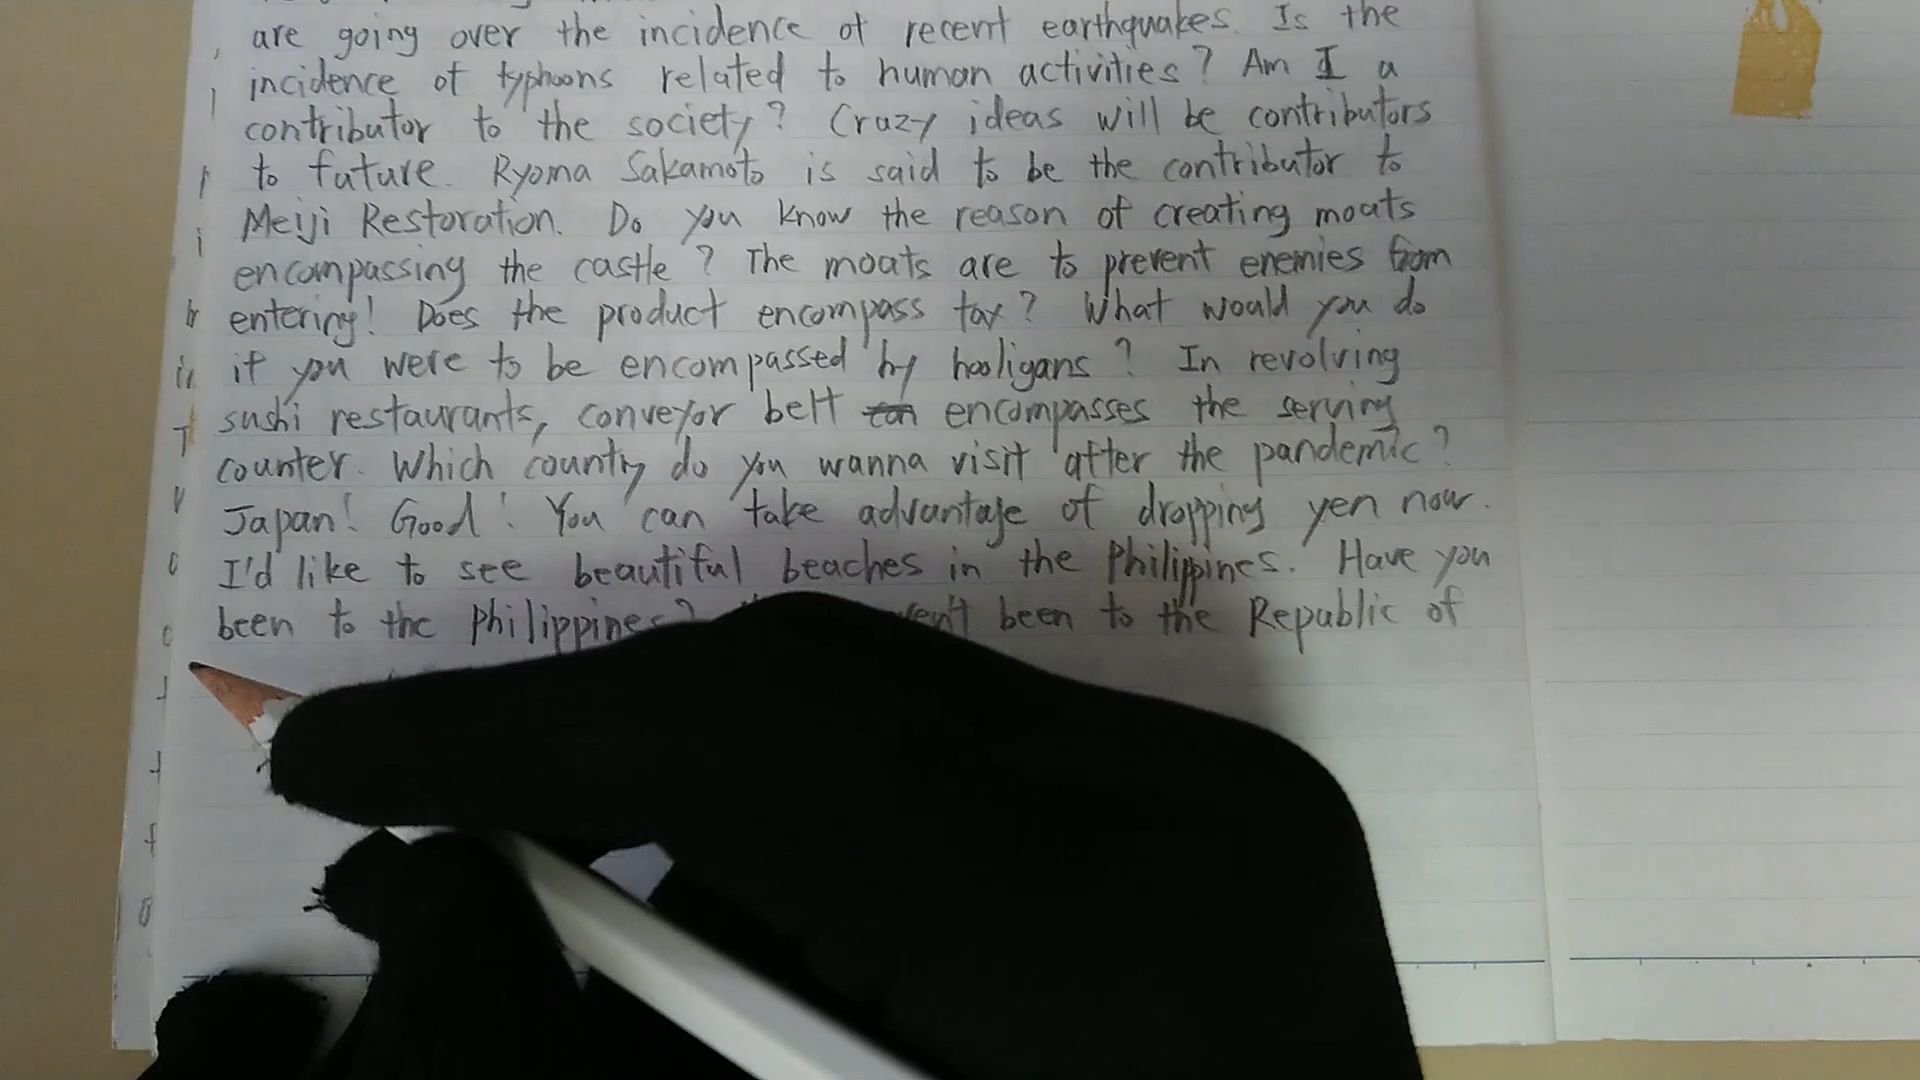 are going over the incidence of recent earthquakes. Is the
incidence of typhoons related to human activities? Am I a
contributor to the society? Crazy ideas will be contributors
to future. Ryoma Sakamoto is said to be the contributor to
Meiji Restoration. Do you know the reason of creating moats
encompassing the castle? The moats are to prevent enemies from
entering! Does the product encompass tax? What would you do
if you were to be encompassed by hooligans? In revolving
sushi restaurants, conveyor belt encompasses the serving
counter. Which country do you wanna visit after the pandemic?
Japan! Good! You can take advantage of dropping yen now.
I'd like to see beautiful beaches in the Philippines. Have you
been to the Philippines? been to the Republic of